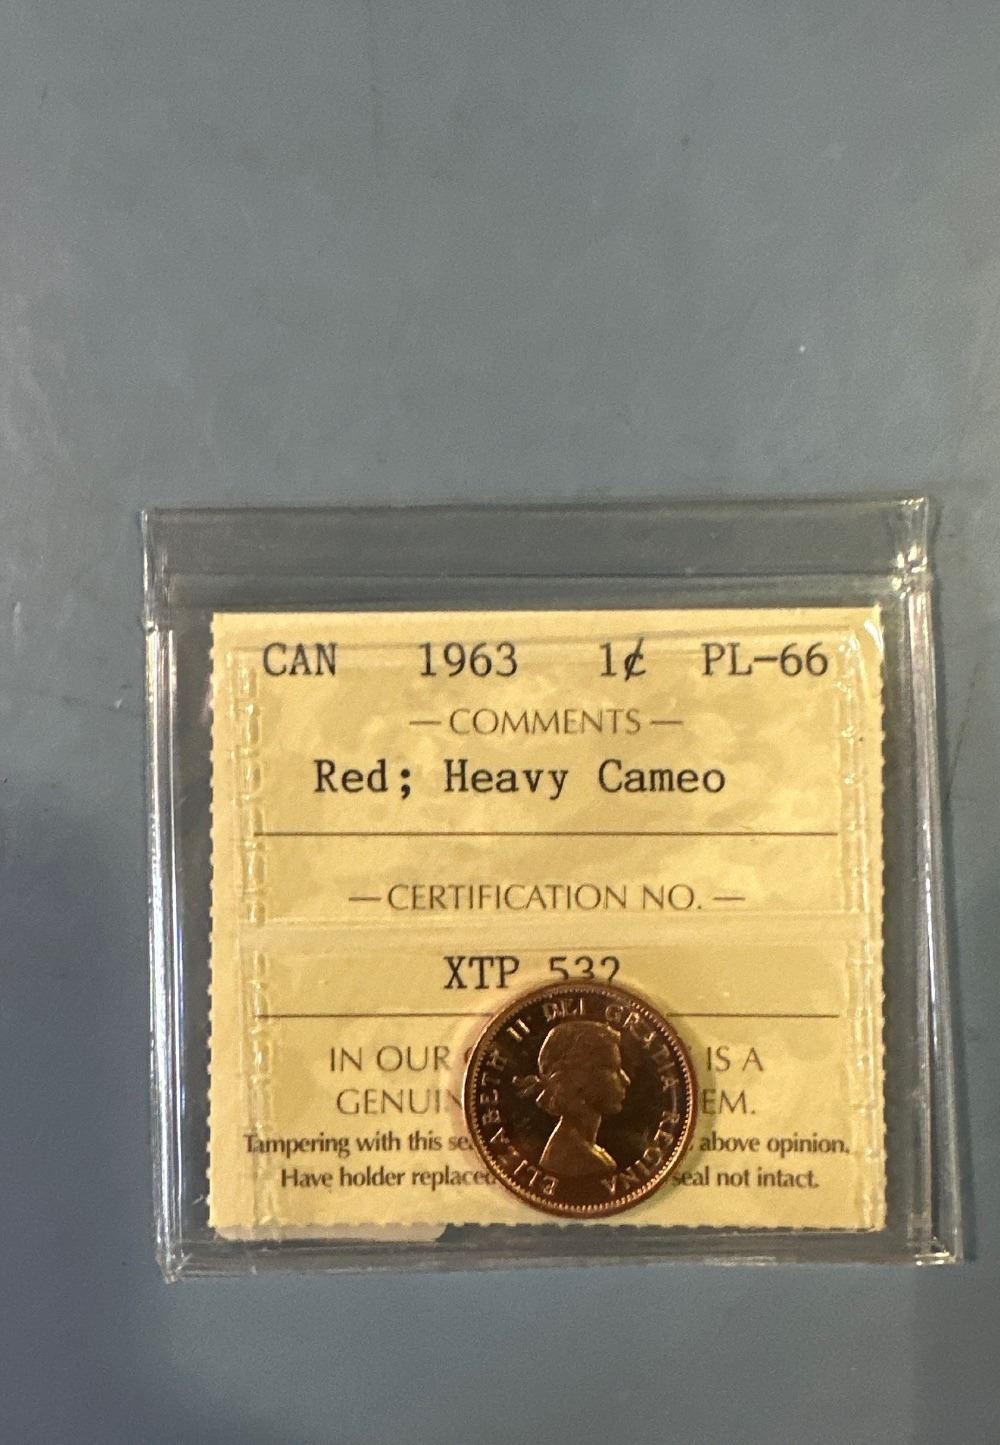 CAN 1963 1¢ PL-66
— COMMENTS —
Red; Heavy Cameo
— CERTIFICATION NO. —
XTP 532
IN OUR IS A
GENUIN EM.
Tampering with this se above opinion.
Have holder replaced seal not intact.
ELIZABETH II DEI GRATIA REGINA